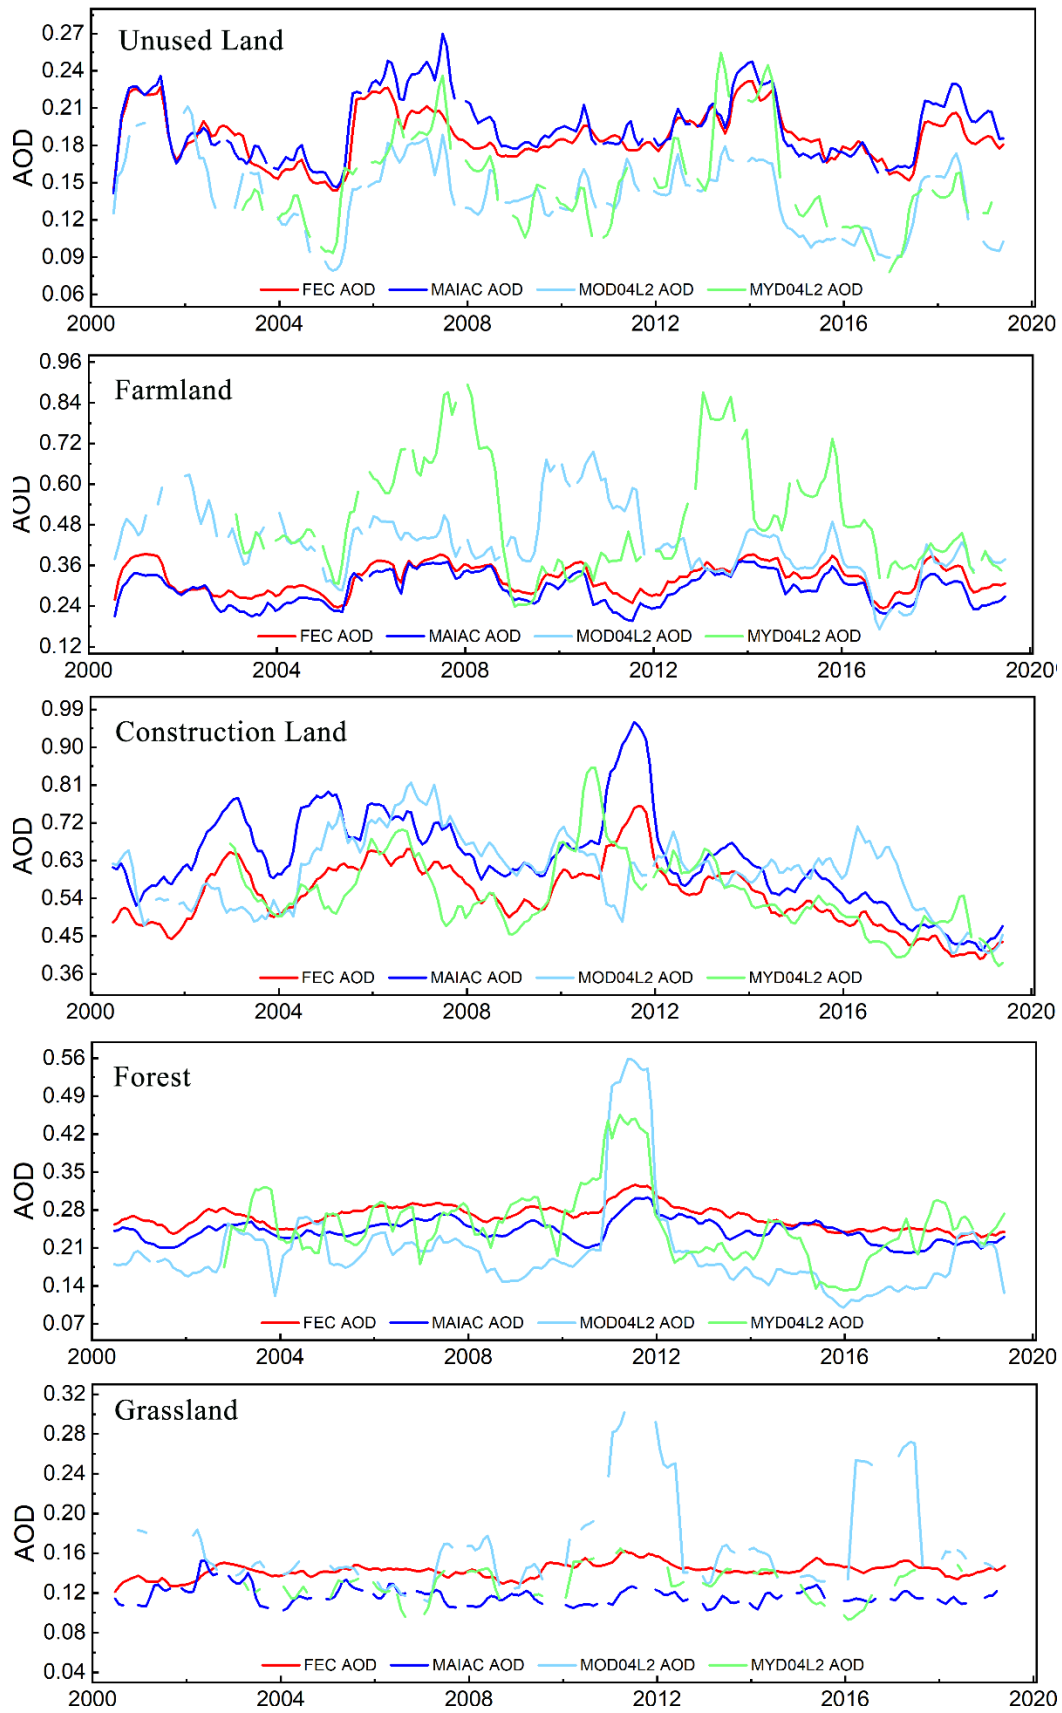 Unused Land
AOD
0.27
0.24
0.21
0.18
0.15
0.12
0.09
0.06
FEC AOD MAIAC AOD MOD04L2 AOD MYD04L2 AOD
2000 2004 2008 2012 2016 2020
Farmland
AOD
0.96
0.84
0.72
0.60
0.48
0.36
0.24
0.12
FEC AOD MAIAC AOD MOD04L2 AOD MYD04L2 AOD
2000 2004 2008 2012 2016 2020
Construction Land
AOD
0.99
0.90
0.81
0.72
0.63
0.54
0.45
0.36
FEC AOD MAIAC AOD MOD04L2 AOD MYD04L2 AOD
2000 2004 2008 2012 2016 2020
Forest
AOD
0.56
0.49
0.42
0.35
0.28
0.21
0.14
0.07
FEC AOD MAIAC AOD MOD04L2 AOD MYD04L2 AOD
2000 2004 2008 2012 2016 2020
Grassland
AOD
0.32
0.28
0.24
0.20
0.16
0.12
0.08
0.04
FEC AOD MAIAC AOD MOD04L2 AOD MYD04L2 AOD
2000 2004 2008 2012 2016 2020